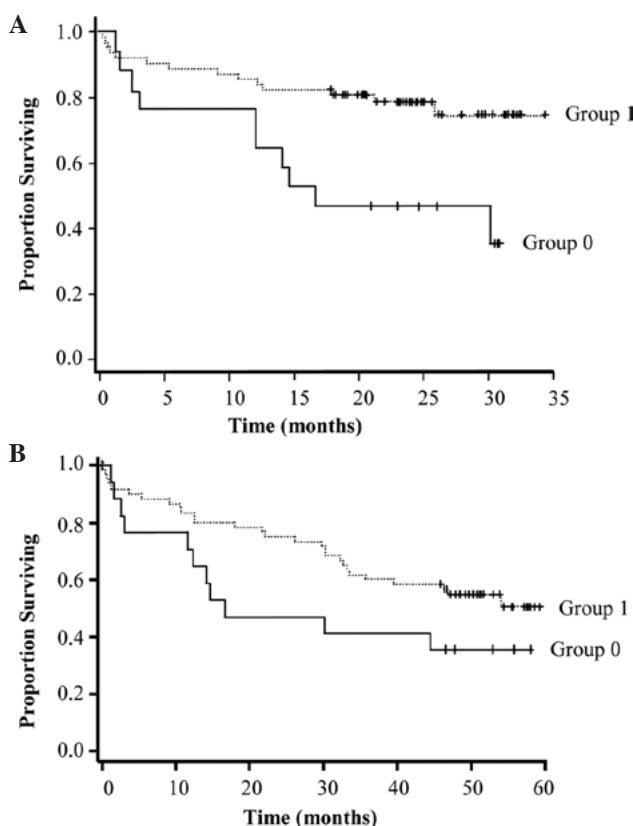 A
Proportion Surviving
1.0
0.8
0.6
0.4
0.2
0.0
Group 1
Group 0
0 5 10 15 20 25 30 35
Time (months)
B
Proportion Surviving
1.0
0.8
0.6
0.4
0.2
0.0
Group 1
Group 0
0 10 20 30 40 50 60
Time (months)